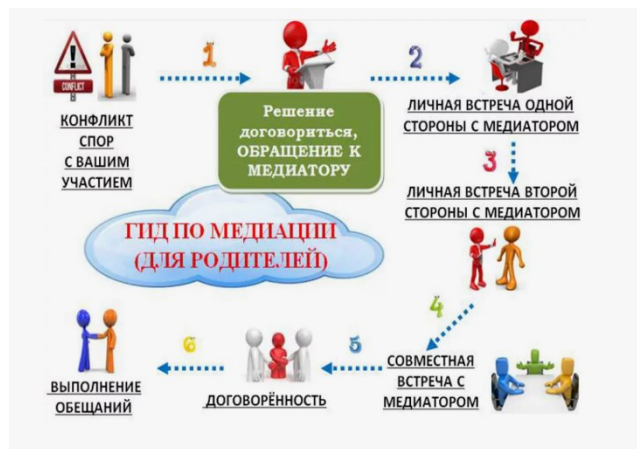 1
2
CONFLICT
КОНФЛИКТ
СПОР
С ВАШИМ
УЧАСТИЕМ
Решение
договориться,
ОБРАЩЕНИЕ К
МЕДИАТОРУ
ЛИЧНАЯ ВСТРЕЧА ОДНОЙ
СТОРОНЫ С МЕДИАТОРОМ
3
ЛИЧНАЯ ВСТРЕЧА ВТОРОЙ
СТОРОНЫ С МЕДИАТОРОМ
ГИД ПО МЕДИАЦИИ
(ДЛЯ РОДИТЕЛЕЙ)
4
СОВМЕСТНАЯ
ВСТРЕЧА С
МЕДИАТОРОМ
5
ДОГОВОРЁННОСТЬ
6
ВЫПОЛНЕНИЕ
ОБЕЩАНИЙ